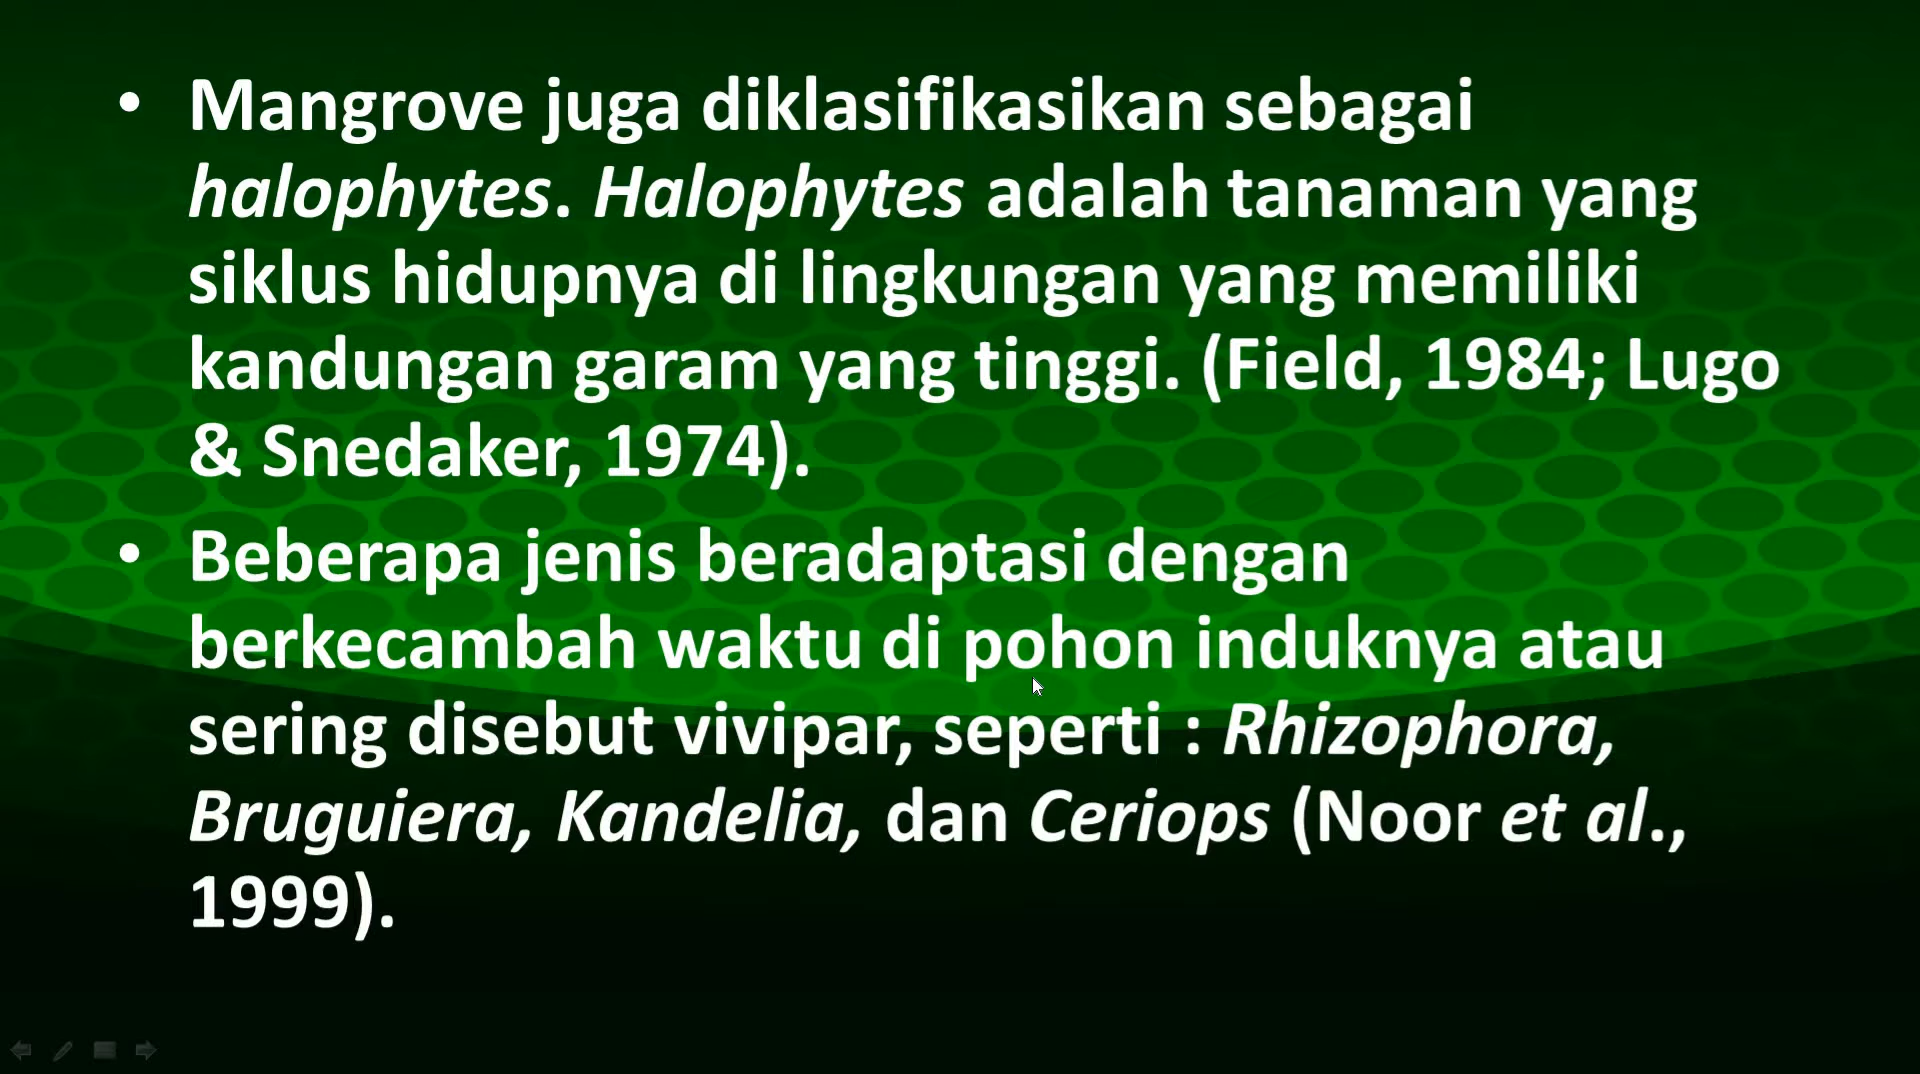 • Mangrove juga diklasifikasikan sebagai
halophytes. Halophytes adalah tanaman yang
siklus hidupnya di lingkungan yang memiliki
kandungan garam yang tinggi. (Field, 1984; Lugo
& Snedaker, 1974).
• Beberapa jenis beradaptasi dengan
berkecambah waktu di pohon induknya atau
sering disebut vivipar, seperti : Rhizophora,
Bruguiera, Kandelia, dan Ceriops (Noor et al.,
1999).